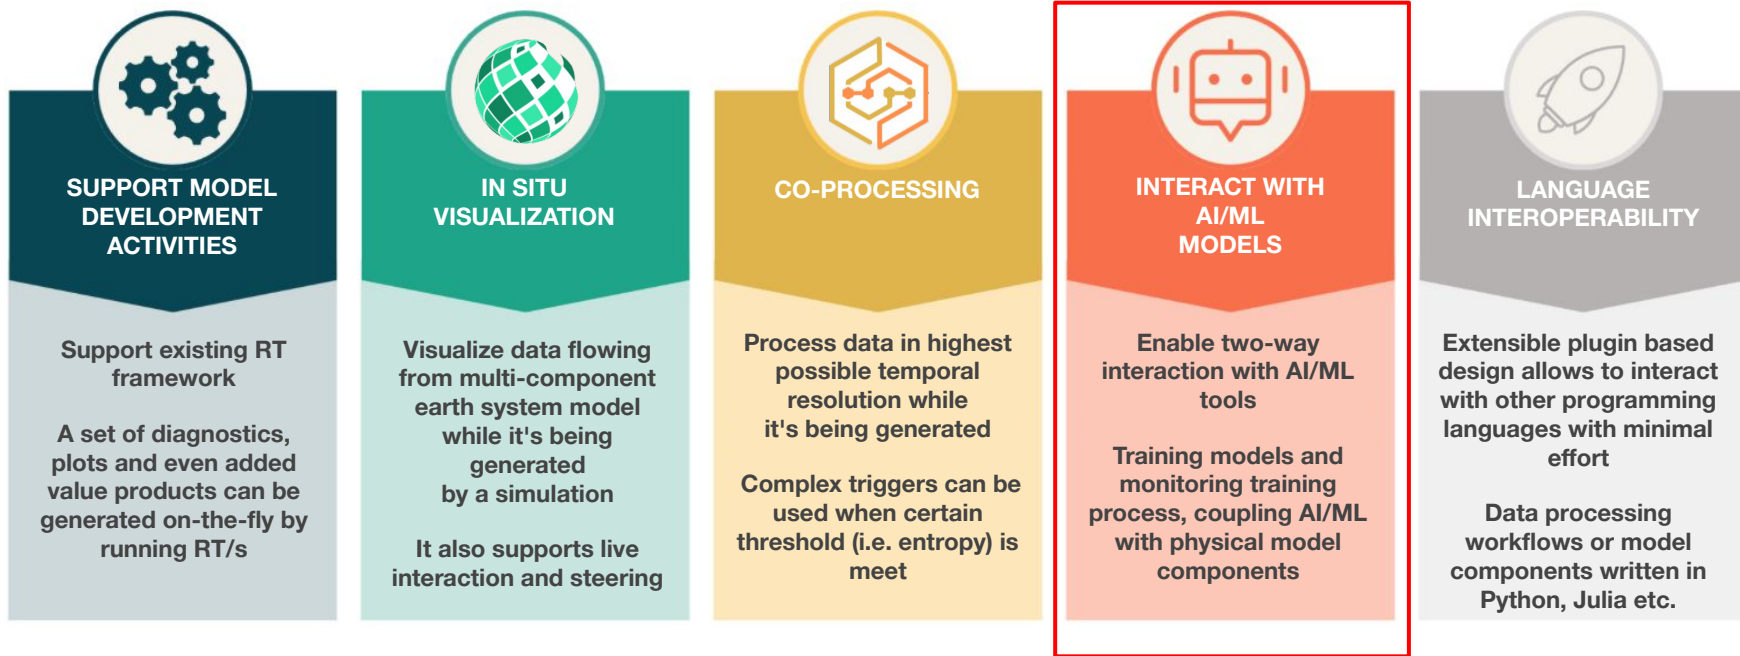 SUPPORT MODEL
DEVELOPMENT
ACTIVITIES
Support existing RT
framework
A set of diagnostics,
plots and even added
value products can be
generated on-the-fly by
running RT/s
IN SITU
VISUALIZATION
Visualize data flowing
from multi-component
earth system model
while it's being
generated
by a simulation
It also supports live
interaction and steering
CO-PROCESSING
Process data in highest
possible temporal
resolution while
it's being generated
Complex triggers can be
used when certain
threshold (i.e. entropy) is
meet
INTERACT WITH
AI/ML
MODELS
Enable two-way
interaction with AI/ML
tools
Training models and
monitoring training
process, coupling AI/ML
with physical model
components
LANGUAGE
INTEROPERABILITY
Extensible plugin based
design allows to interact
with other programming
languages with minimal
effort
Data processing
workflows or model
components written in
Python, Julia etc.